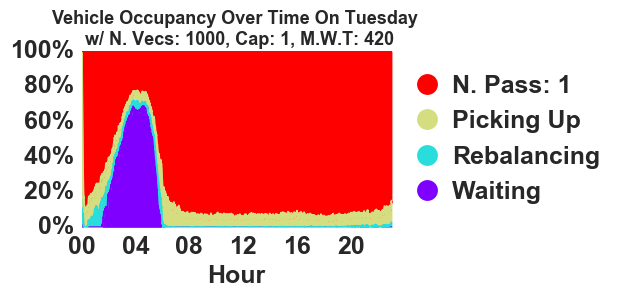 Vehicle Occupancy Over Time On Tuesday
w/ N. Vecs: 1000, Cap: 1, M.W.T: 420
100%
80%
60%
40%
20%
0%
00 04 08 12 16 20
Hour
N. Pass: 1
Picking Up
Rebalancing
Waiting